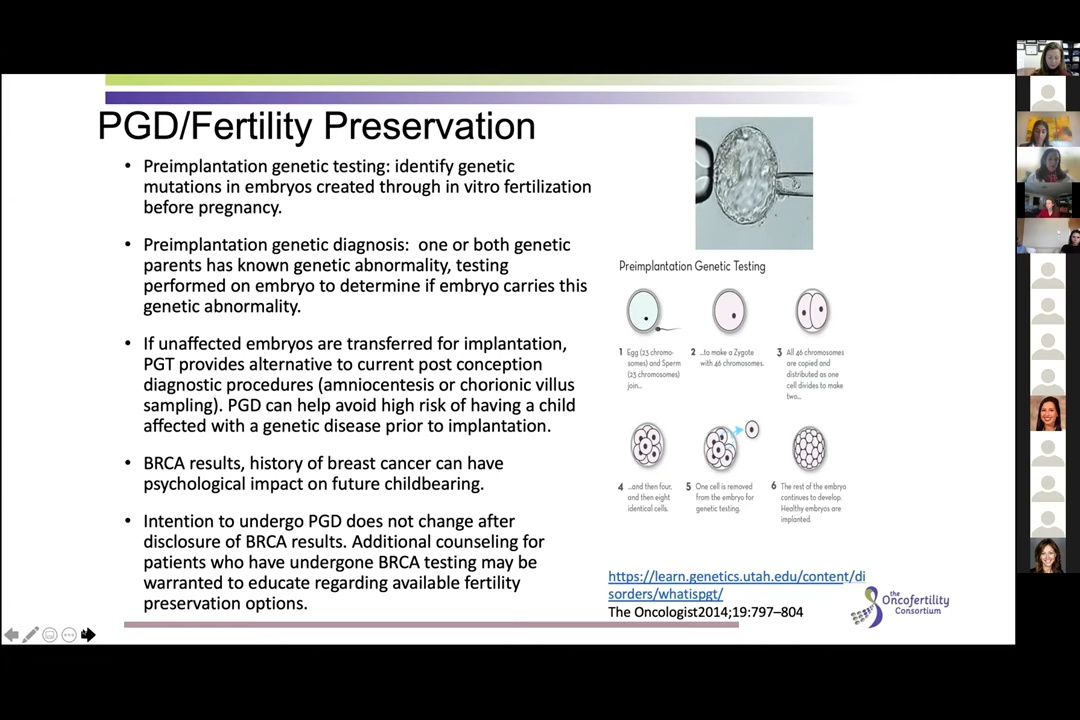 PGD/Fertility Preservation
• Preimplantation genetic testing: identify genetic
mutations in embryos created through in vitro fertilization
before pregnancy.
• Preimplantation genetic diagnosis: one or both genetic
parents has known genetic abnormality, testing
performed on embryo to determine if embryo carries this
genetic abnormality.
• If unaffected embryos are transferred for implantation,
PGT provides alternative to current post conception
diagnostic procedures (amniocentesis or chorionic villus
sampling). PGD can help avoid high risk of having a child
affected with a genetic disease prior to implantation.
• BRCA results, history of breast cancer can have
psychological impact on future childbearing.
• Intention to undergo PGD does not change after
disclosure of BRCA results. Additional counseling for
patients who have undergone BRCA testing may be
warranted to educate regarding available fertility
preservation options.
Preimplantation Genetic Testing
1 Egg (23 chromo-
somes) and Sperm
(23 chromosomes)
join...
2 ...to make a Zygote
with 46 chromosomes.
3 All 46 chromosomes
are copied and
distributed as one
cell divides to make
two...
4 ...and then four,
and then eight
identical cells.
5 One cell is removed
from the embryo for
genetic testing.
6 The rest of the embryo
continues to develop.
Healthy embryos are
implanted.
https://learn.genetics.utah.edu/content/di
sorders/whatispgt/
The Oncologist2014;19:797–804
the
Oncofertility
Consortium